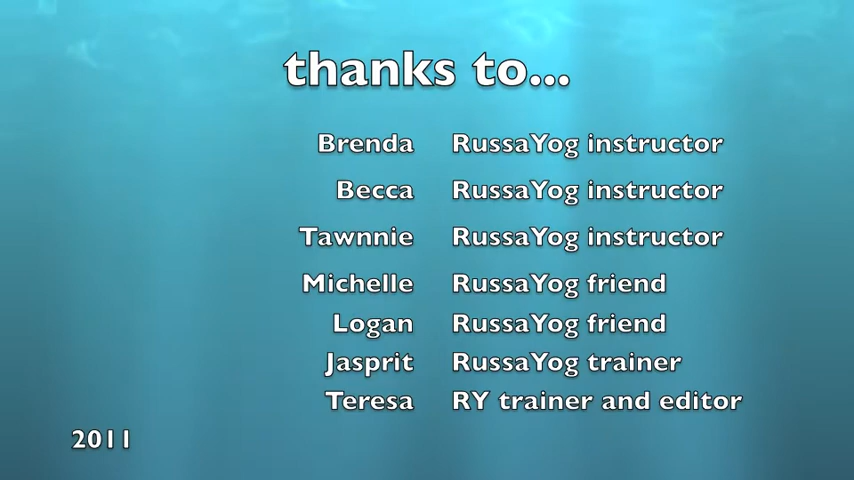 thanks to...
Brenda RussaYog instructor
Becca RussaYog instructor
Tawnnie RussaYog instructor
Michelle RussaYog friend
Logan RussaYog friend
Jasprit RussaYog trainer
Teresa RY trainer and editor
2011